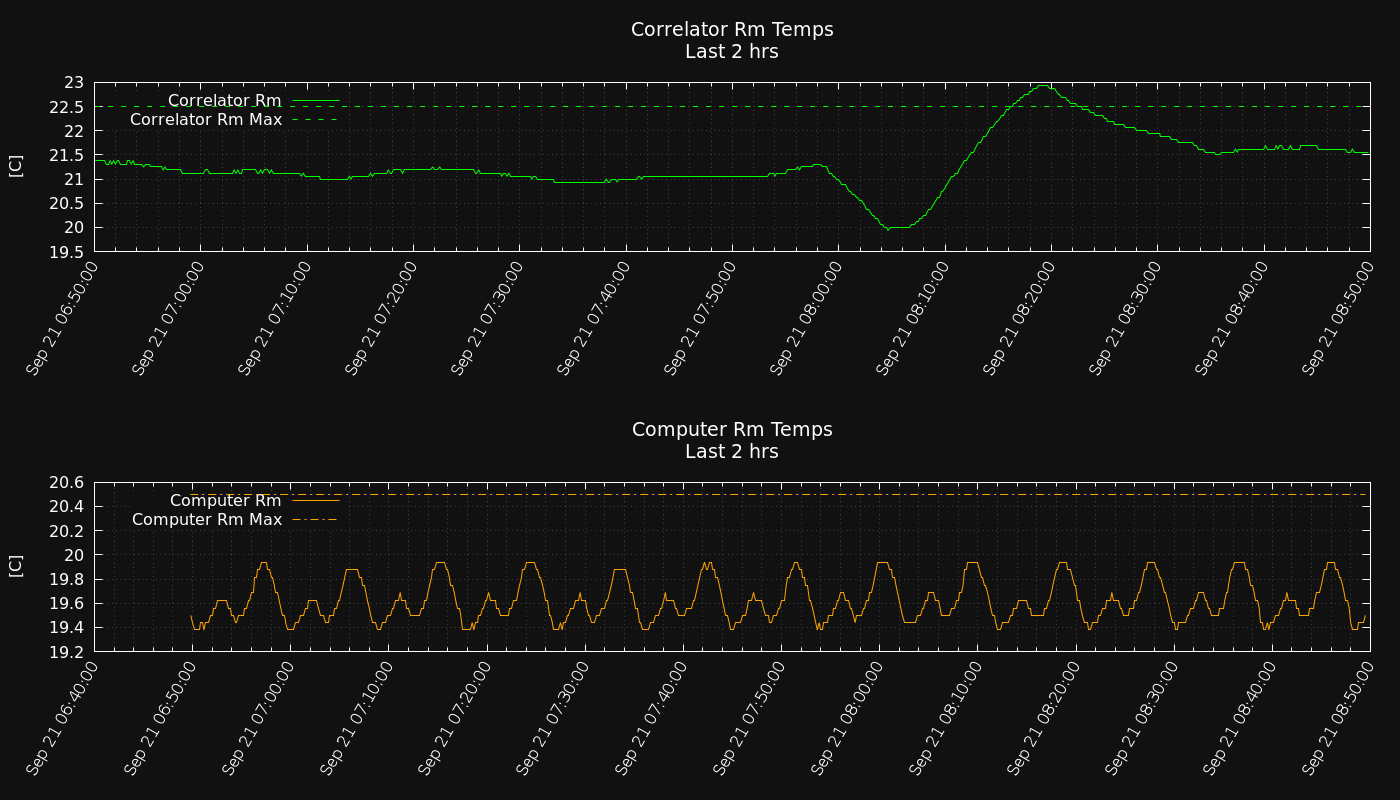 Correlator Rm Temps
Last 2 hrs
23
22.5
22
21.5
21
20.5
20
19.5
[C]
Correlator Rm
Correlator Rm Max
Sep 21 06:50:00
Sep 21 07:00:00
Sep 21 07:10:00
Sep 21 07:20:00
Sep 21 07:30:00
Sep 21 07:40:00
Sep 21 07:50:00
Sep 21 08:00:00
Sep 21 08:10:00
Sep 21 08:20:00
Sep 21 08:30:00
Sep 21 08:40:00
Sep 21 08:50:00
Computer Rm Temps
Last 2 hrs
20.6
20.4
20.2
20
19.8
19.6
19.4
19.2
[C]
Computer Rm
Computer Rm Max
Sep 21 06:40:00
Sep 21 06:50:00
Sep 21 07:00:00
Sep 21 07:10:00
Sep 21 07:20:00
Sep 21 07:30:00
Sep 21 07:40:00
Sep 21 07:50:00
Sep 21 08:00:00
Sep 21 08:10:00
Sep 21 08:20:00
Sep 21 08:30:00
Sep 21 08:40:00
Sep 21 08:50:00